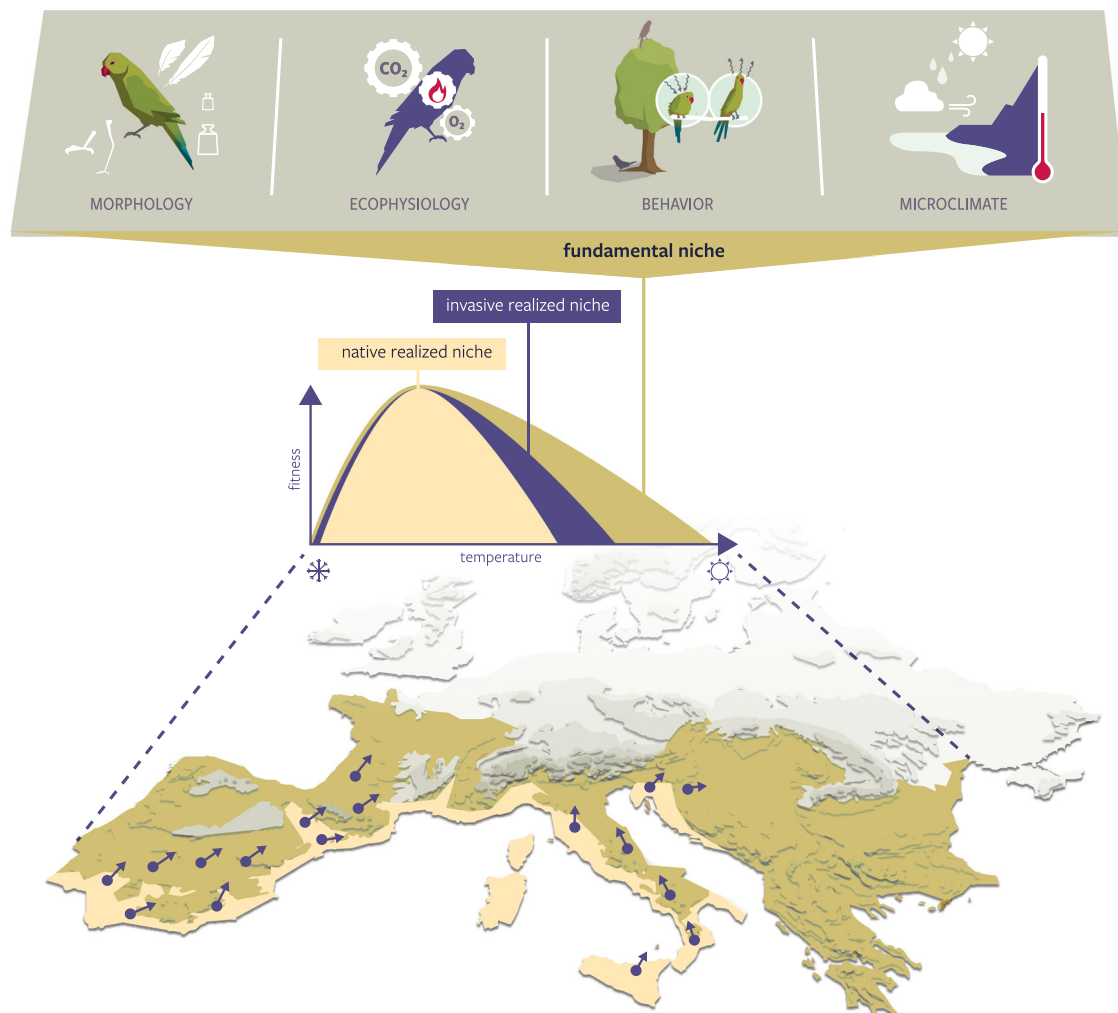 CO₂
O₂
MORPHOLOGY
ECOPHYSIOLOGY
BEHAVIOR
MICROCLIMATE
fundamental niche
invasive realized niche
native realized niche
fitness
temperature